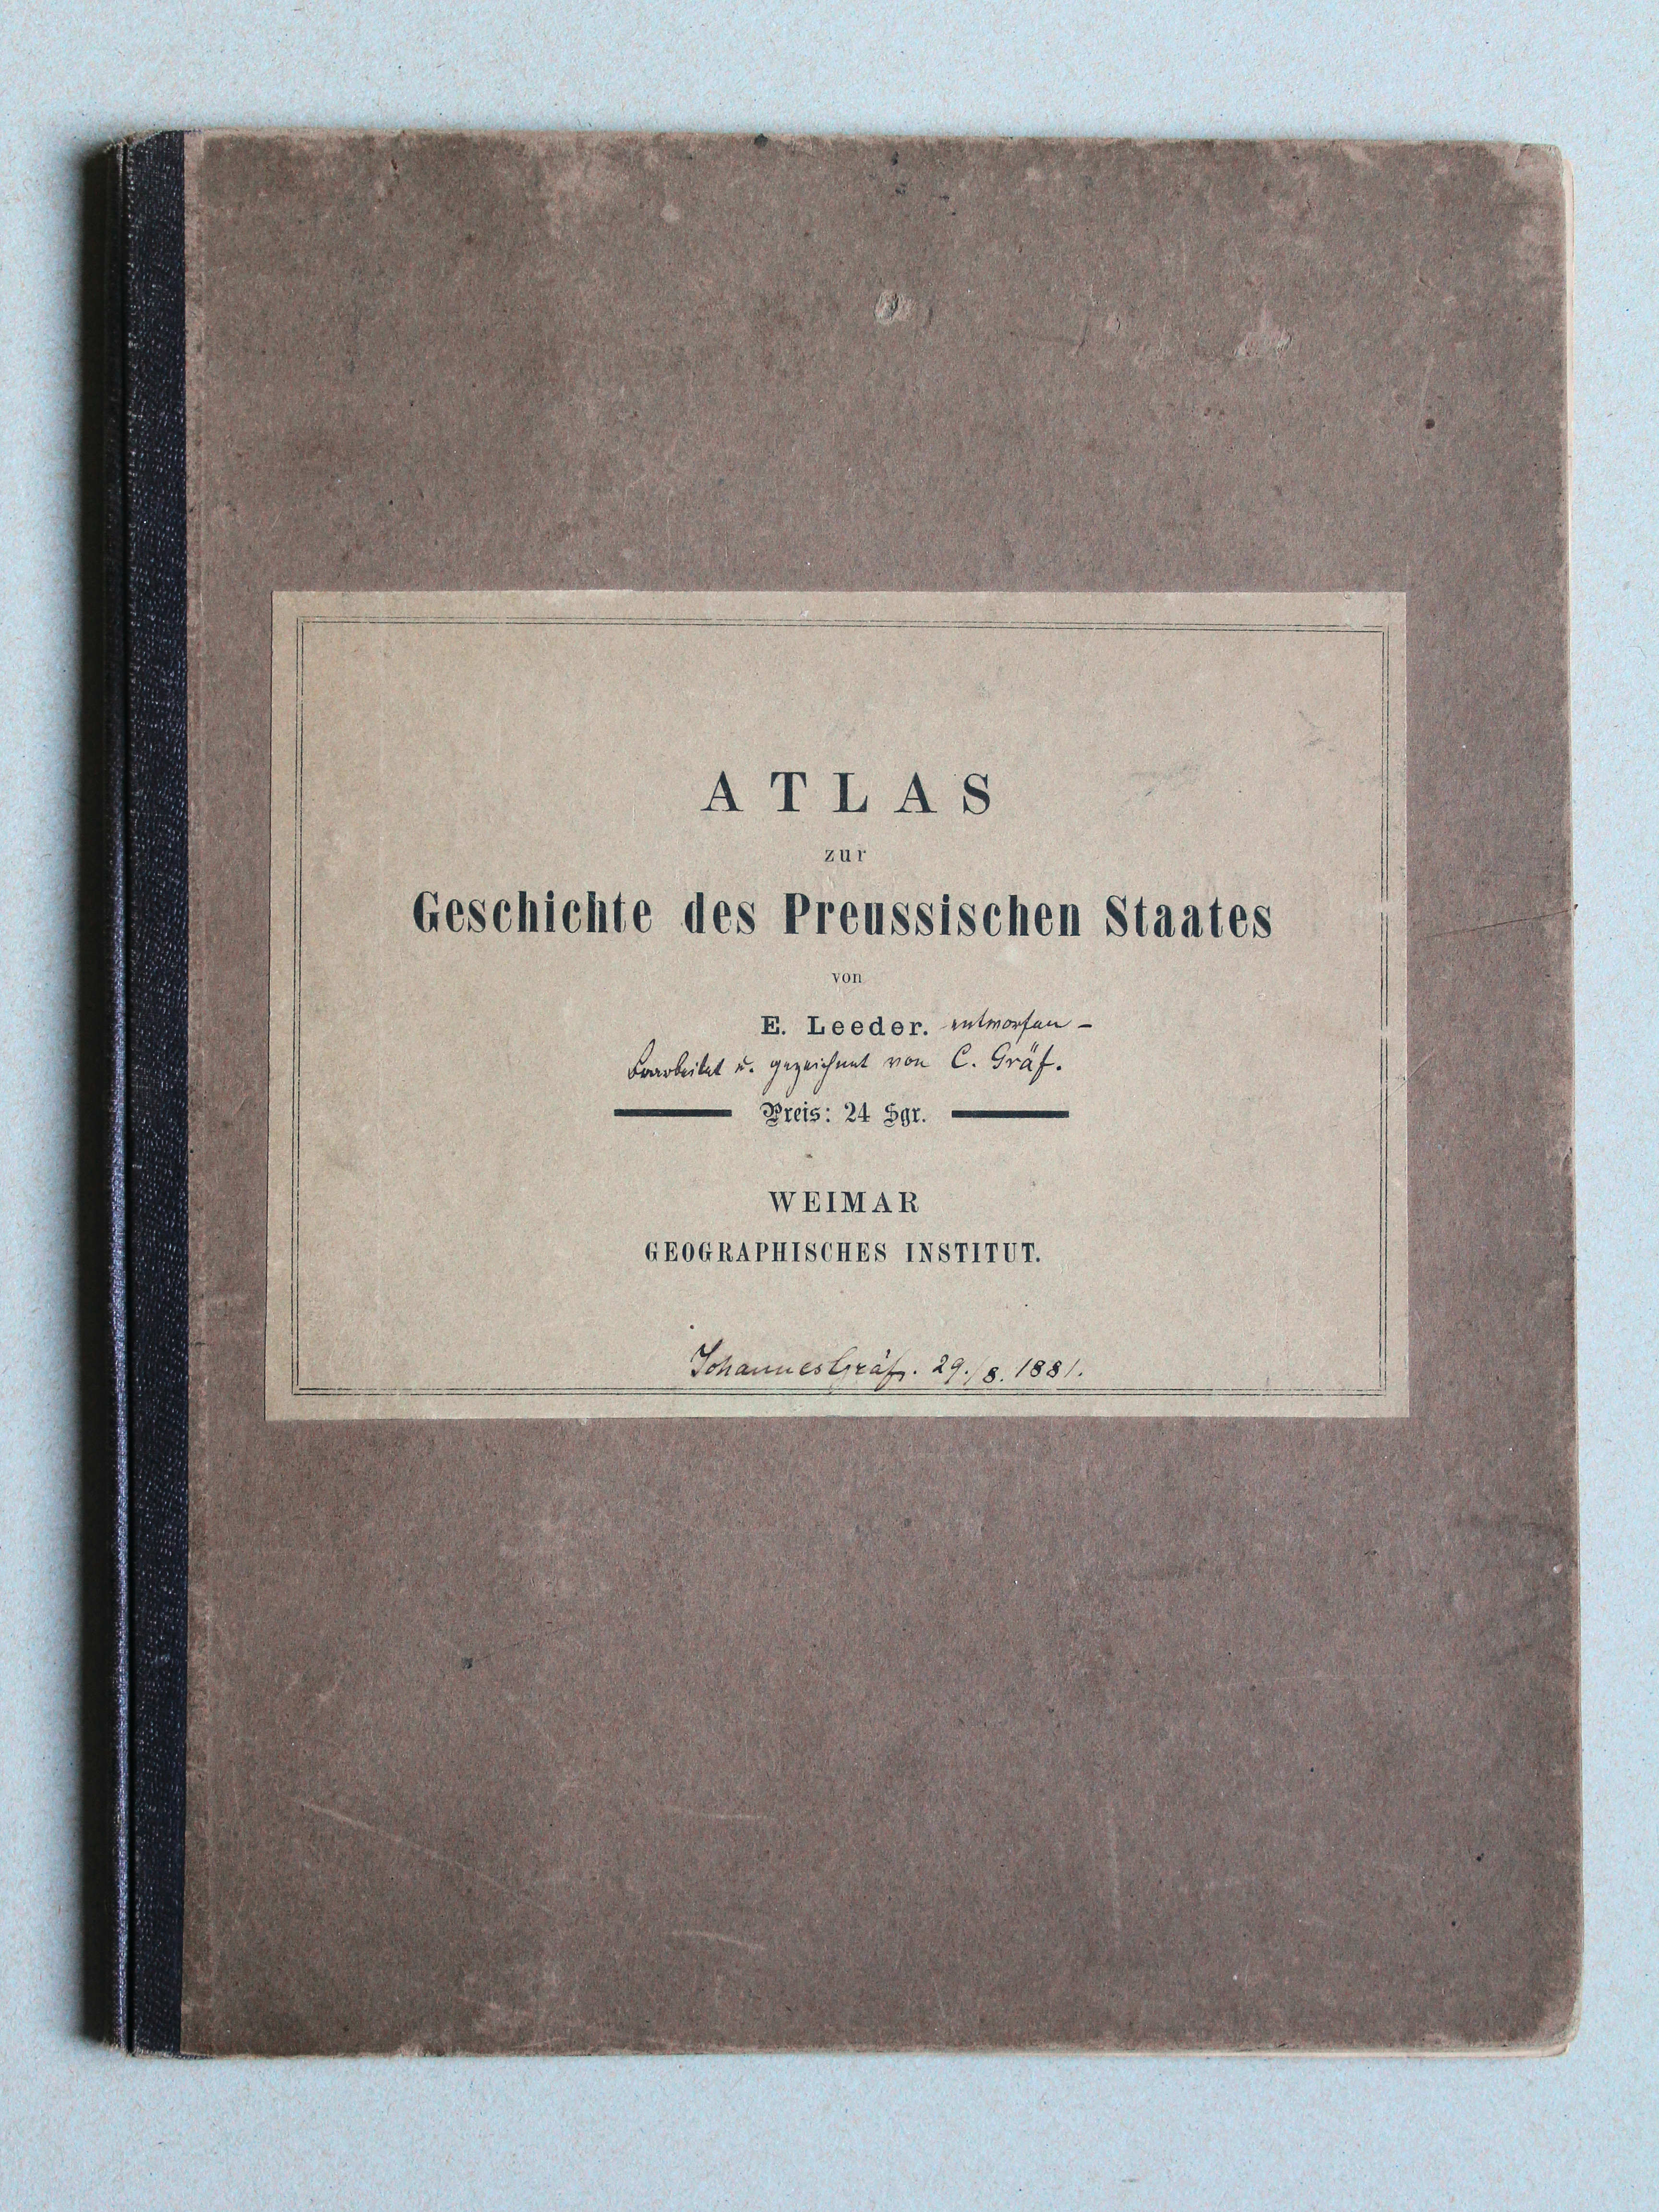 ATLAS
zur
Geschichte des Preussischen Staates
von
E. Leeder. entworfen –
bearbeitet u. gezeichnet von C. Gräf.
Preis: 24 Sgr.
WEIMAR
GEOGRAPHISCHES INSTITUT.
Johannes Gräf. 29./8. 1881.